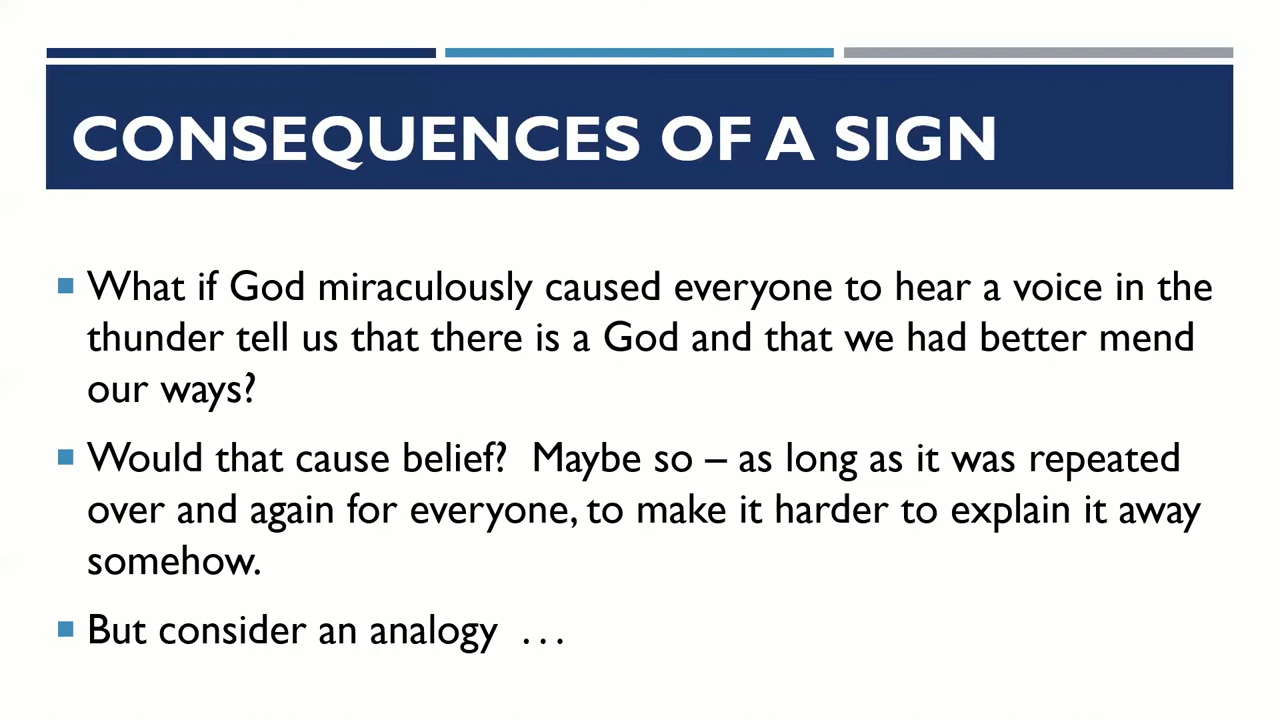 CONSEQUENCES OF A SIGN
What if God miraculously caused everyone to hear a voice in the
thunder tell us that there is a God and that we had better mend
our ways?
Would that cause belief?  Maybe so – as long as it was repeated
over and again for everyone, to make it harder to explain it away
somehow.
But consider an analogy  . . .